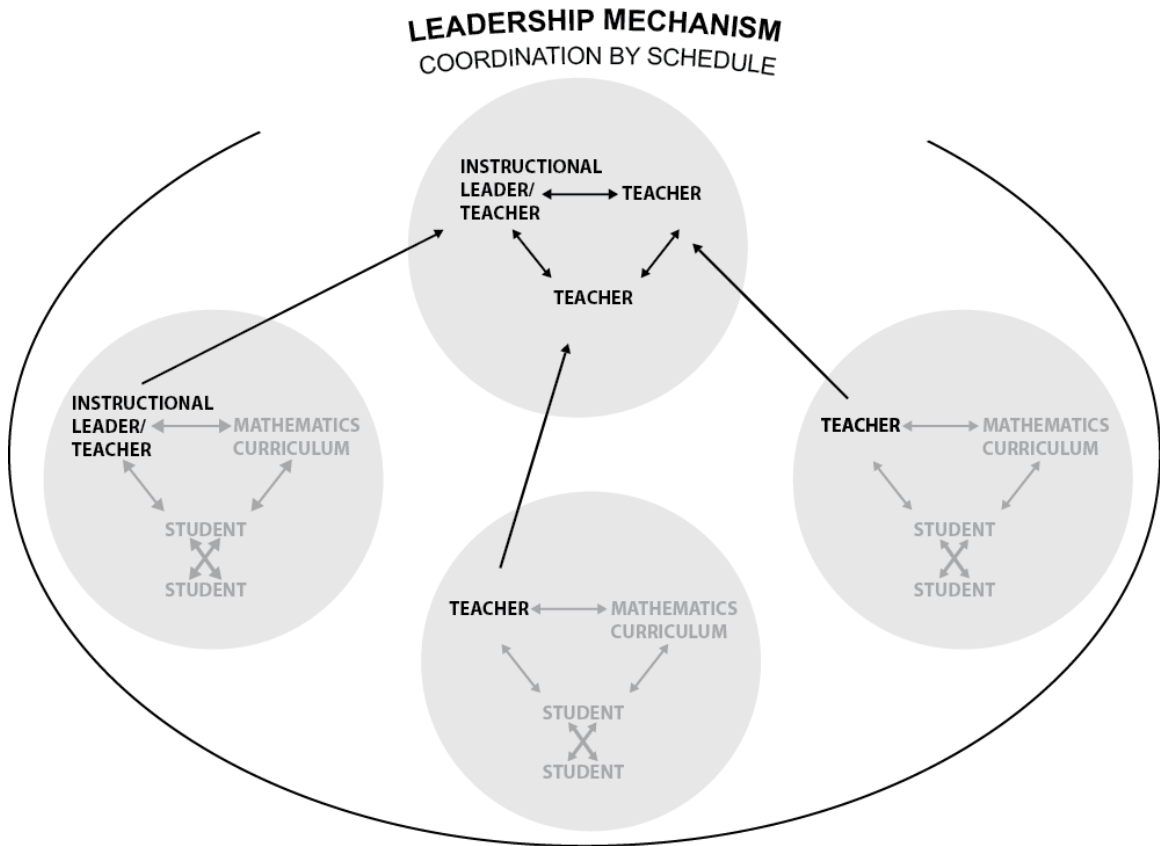 LEADERSHIP MECHANISM
COORDINATION BY SCHEDULE
INSTRUCTIONAL
LEADER/
TEACHER
TEACHER
TEACHER
INSTRUCTIONAL
LEADER/
TEACHER
MATHEMATICS
CURRICULUM
STUDENT
STUDENT
TEACHER
MATHEMATICS
CURRICULUM
STUDENT
STUDENT
TEACHER
MATHEMATICS
CURRICULUM
STUDENT
STUDENT